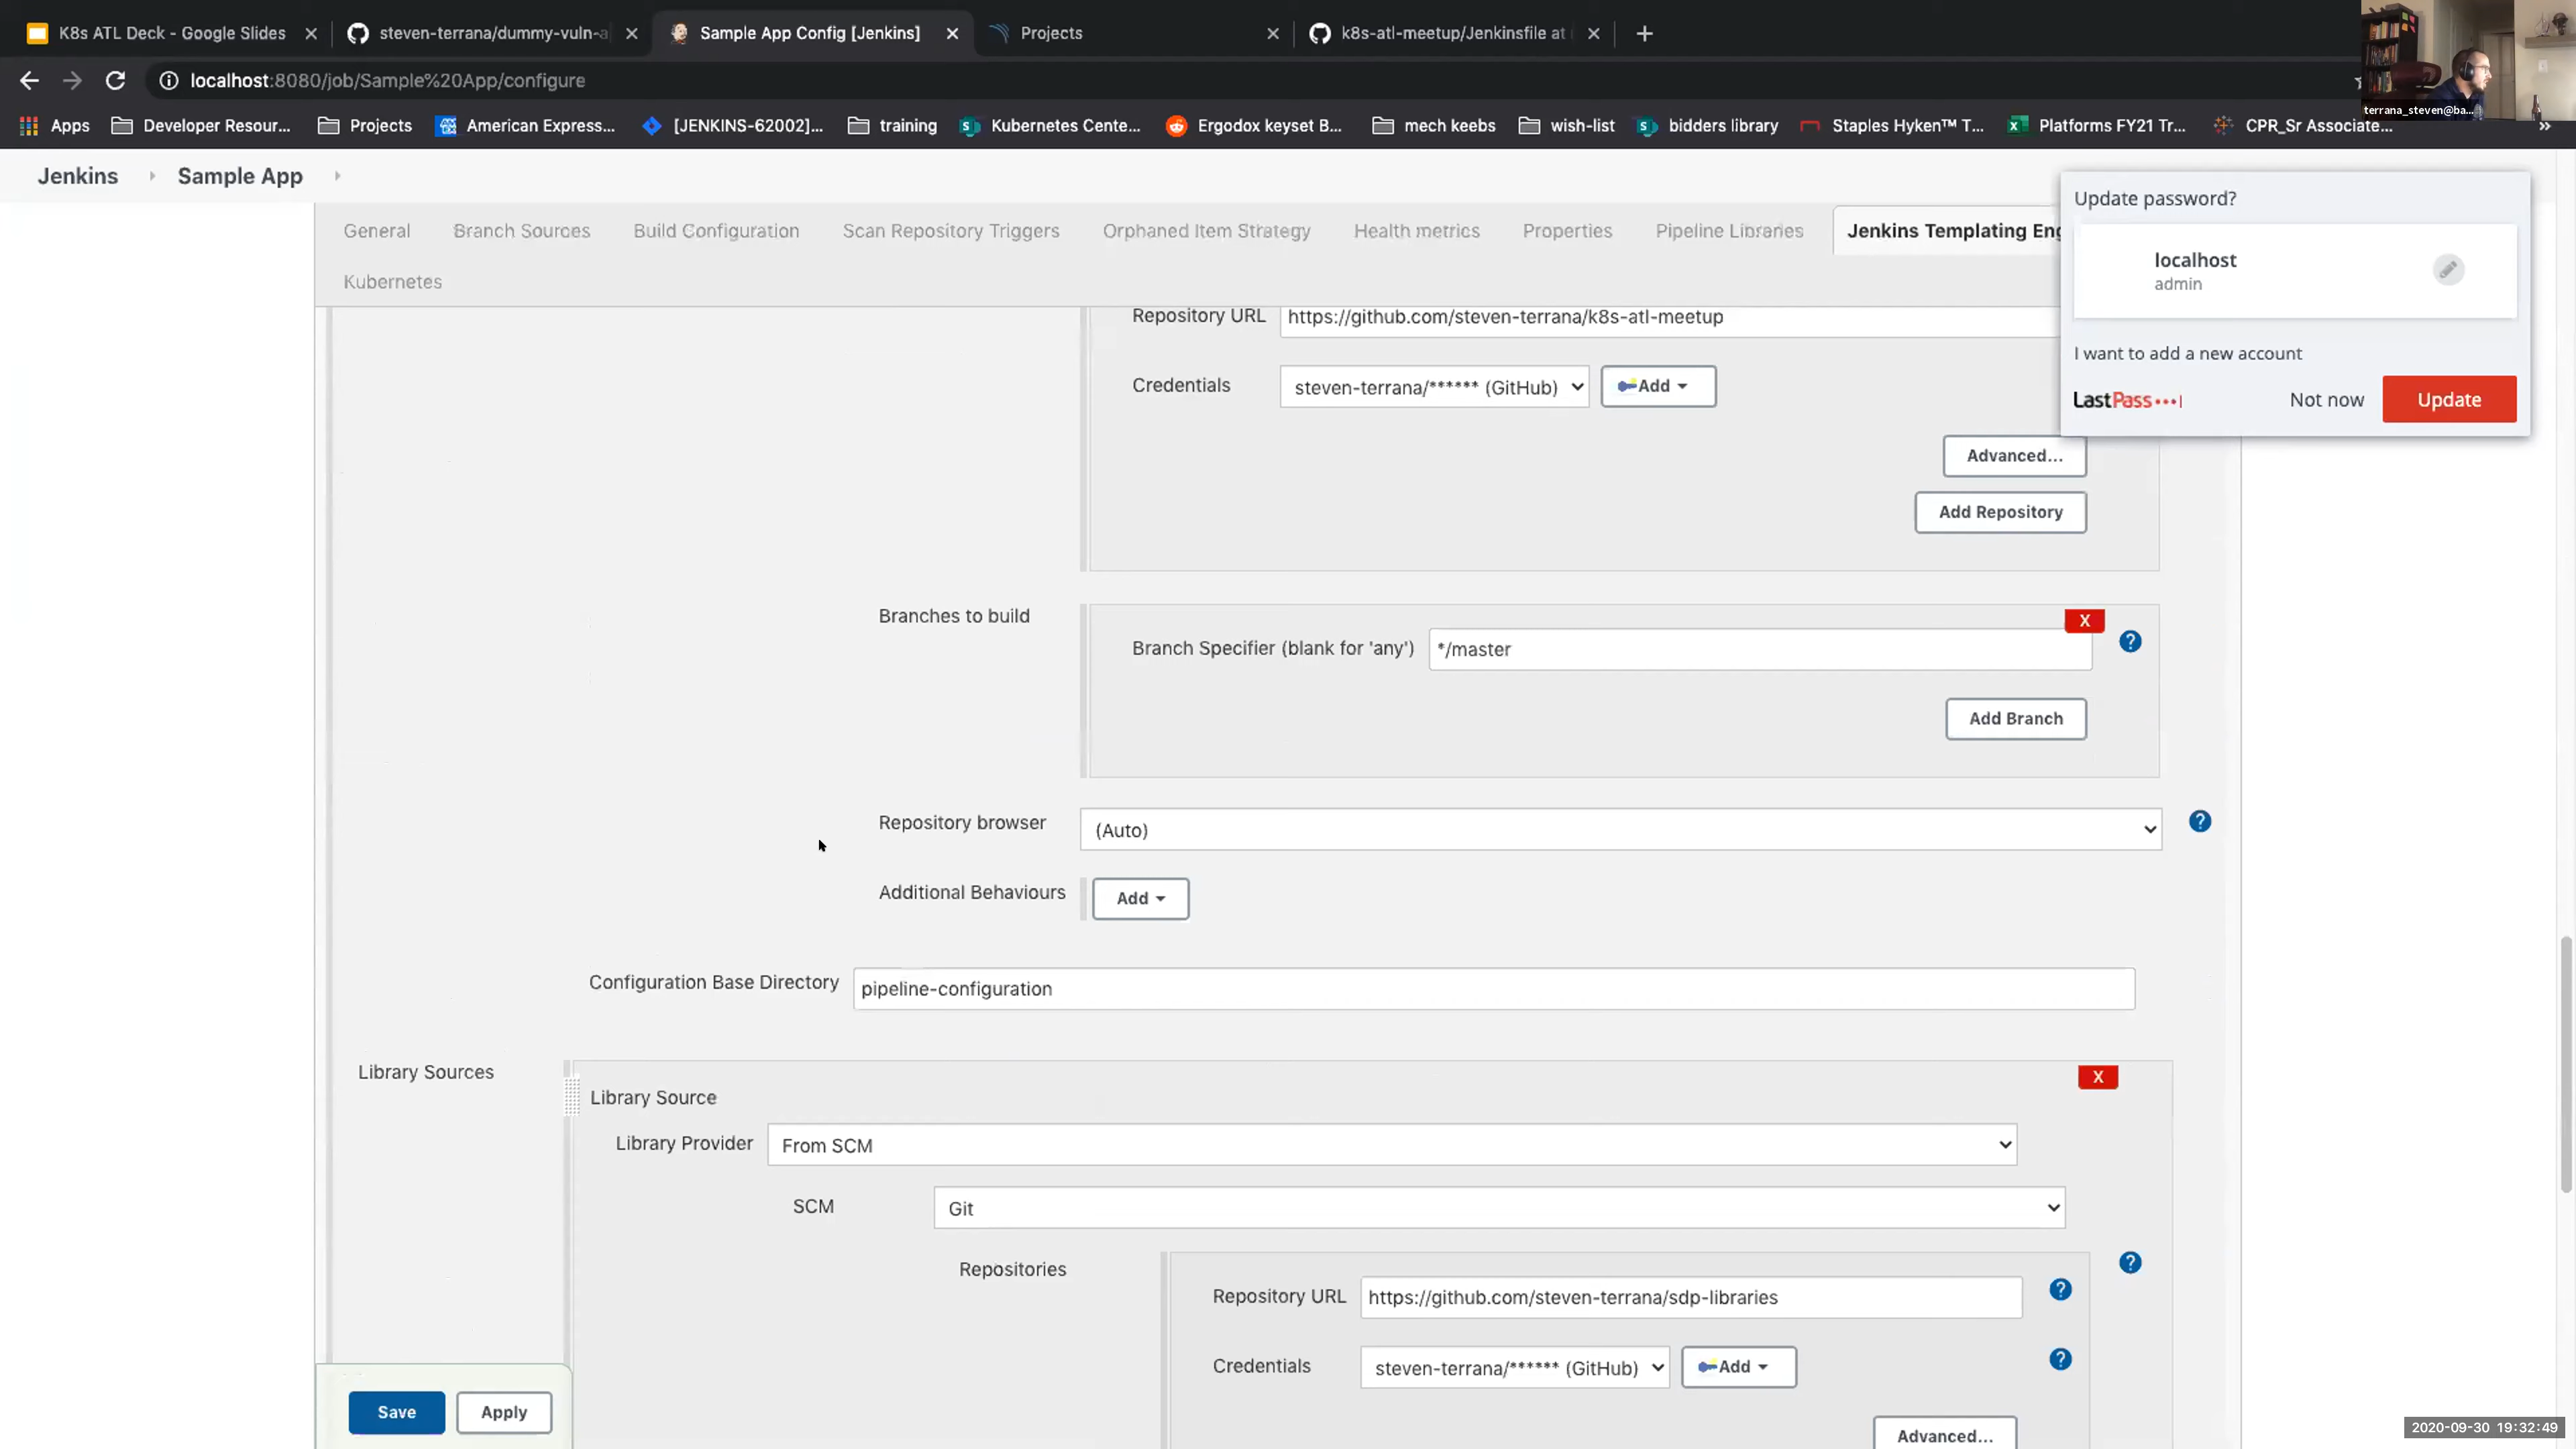 K8s ATL Deck - Google Slides
steven-terrana/dummy-vuln-a
Sample App Config [Jenkins]
Projects
k8s-atl-meetup/Jenkinsfile at
localhost:8080/job/Sample%20App/configure
Apps
Developer Resour...
Projects
American Express...
[JENKINS-62002]...
training
Kubernetes Cente...
Ergodox keyset B...
mech keebs
wish-list
bidders library
Staples Hyken™ T...
Platforms FY21 Tr...
CPR_Sr Associate...
terrana_steven@ba...
Jenkins
Sample App
General
Branch Sources
Build Configuration
Scan Repository Triggers
Orphaned Item Strategy
Health metrics
Properties
Pipeline Libraries
Jenkins Templating Eng
Kubernetes
Update password?
localhost
admin
I want to add a new account
LastPass
Not now
Update
Repository URL
https://github.com/steven-terrana/k8s-atl-meetup
Credentials
steven-terrana/****** (GitHub)
Add
Advanced...
Add Repository
Branches to build
X
Branch Specifier (blank for 'any')
*/master
?
Add Branch
Repository browser
(Auto)
?
Additional Behaviours
Add
Configuration Base Directory
pipeline-configuration
Library Sources
X
Library Source
Library Provider
From SCM
SCM
Git
Repositories
?
Repository URL
https://github.com/steven-terrana/sdp-libraries
?
Credentials
steven-terrana/****** (GitHub)
Add
?
Advanced...
Save
Apply
2020-09-30 19:32:49